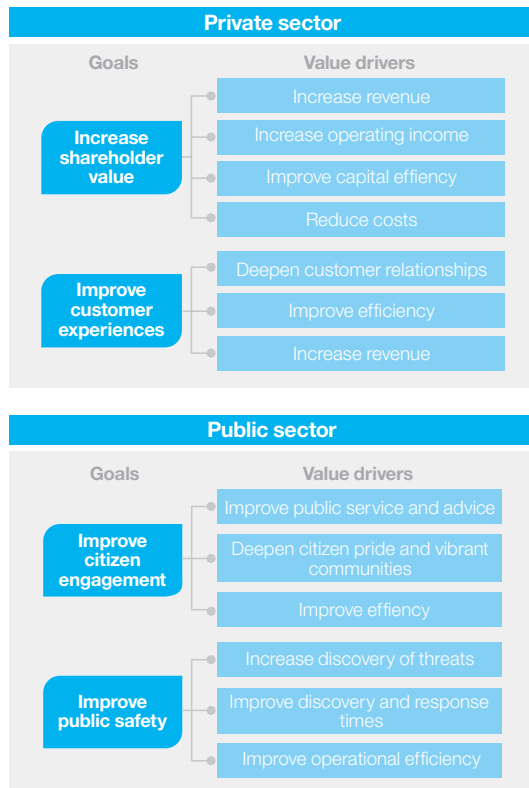 Private sector
Goals
Value drivers
Increase
shareholder
value
Increase revenue
Increase operating income
Improve capital effiency
Reduce costs
Improve
customer
experiences
Deepen customer relationships
Improve efficiency
Increase revenue
Public sector
Goals
Value drivers
Improve
citizen
engagement
Improve public service and advice
Deepen citizen pride and vibrant
communities
Improve effiency
Improve
public safety
Increase discovery of threats
Improve discovery and response
times
Improve operational efficiency